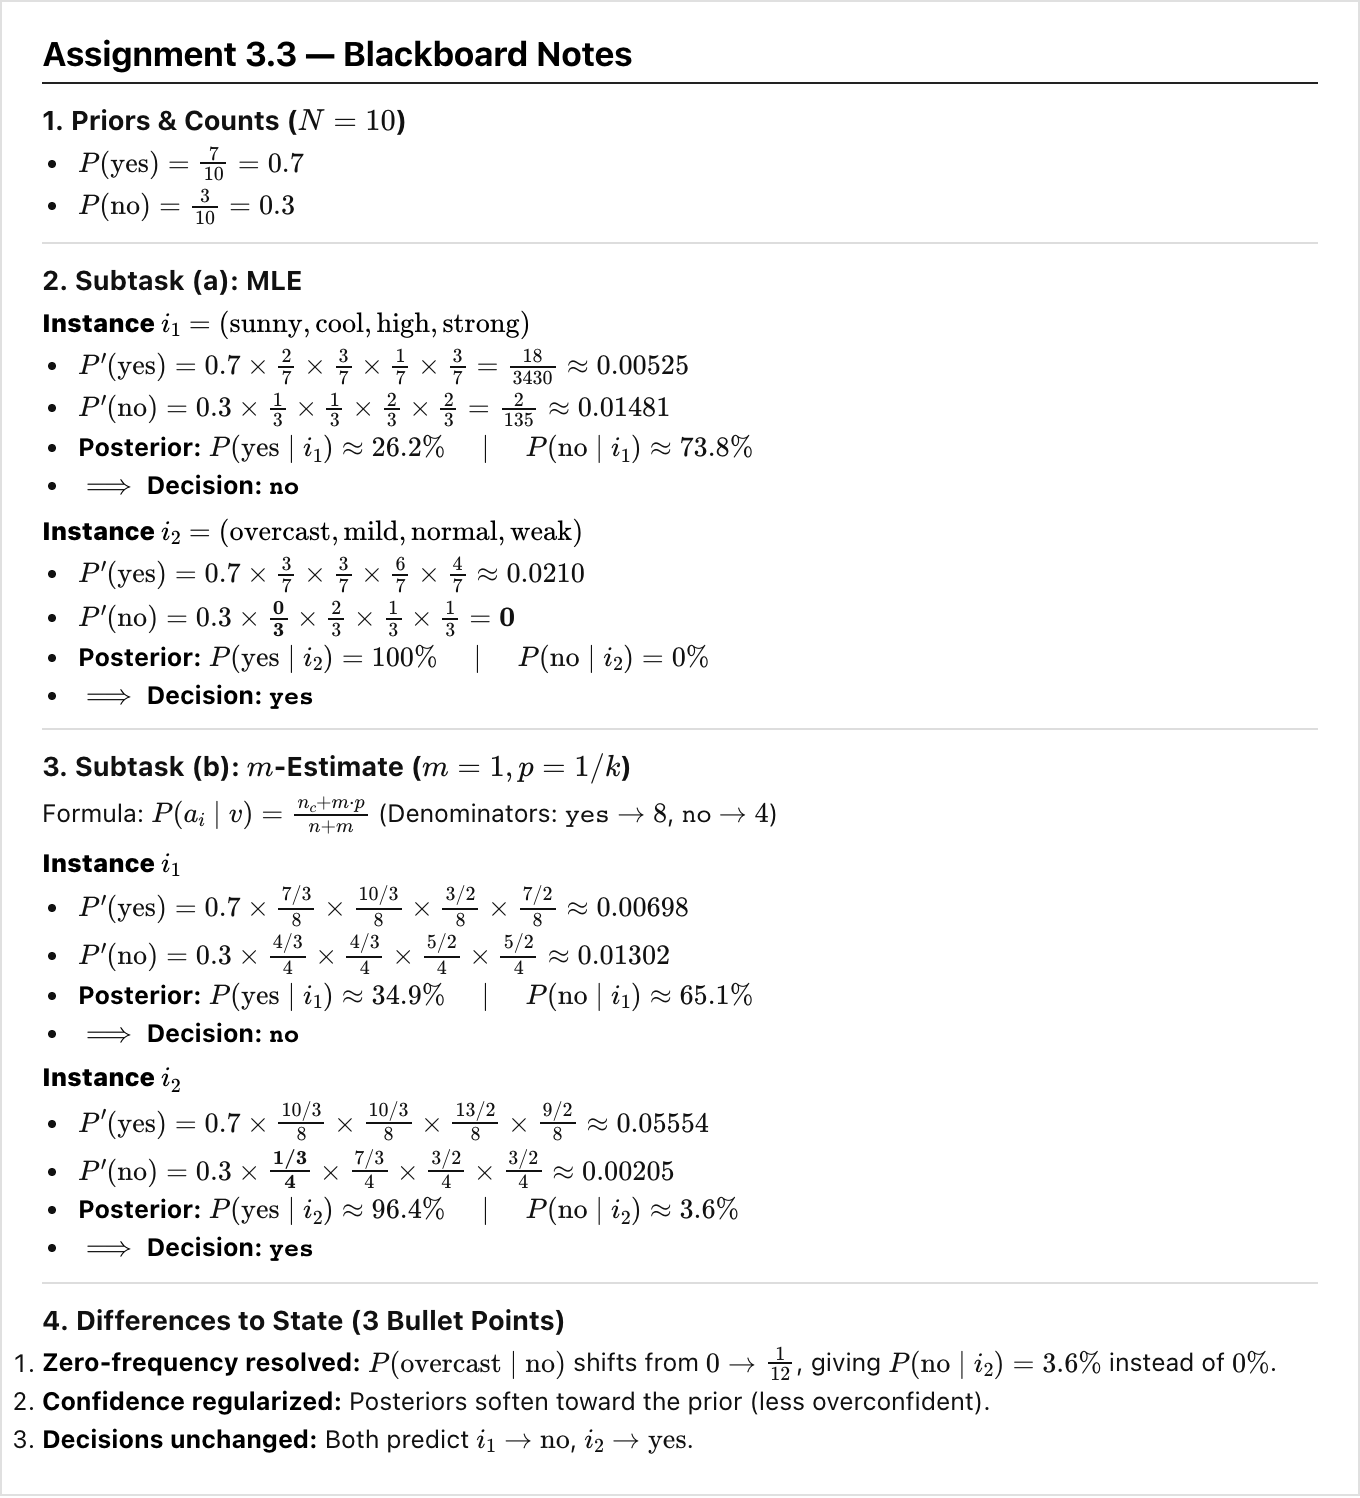 Assignment 3.3 — Blackboard Notes
1. Priors & Counts (N = 10)
• P(yes) = 7/10 = 0.7
• P(no) = 3/10 = 0.3
2. Subtask (a): MLE
Instance i₁ = (sunny, cool, high, strong)
• P′(yes) = 0.7 × 2/7 × 3/7 × 1/7 × 3/7 = 18/3430 ≈ 0.00525
• P′(no) = 0.3 × 1/3 × 1/3 × 2/3 × 2/3 = 2/135 ≈ 0.01481
• Posterior: P(yes | i₁) ≈ 26.2% | P(no | i₁) ≈ 73.8%
• ⟹ Decision: no
Instance i₂ = (overcast, mild, normal, weak)
• P′(yes) = 0.7 × 3/7 × 3/7 × 6/7 × 4/7 ≈ 0.0210
• P′(no) = 0.3 × 0/3 × 2/3 × 1/3 × 1/3 = 0
• Posterior: P(yes | i₂) = 100% | P(no | i₂) = 0%
• ⟹ Decision: yes
3. Subtask (b): m-Estimate (m = 1, p = 1/k)
Formula: P(aᵢ | v) = (n_c+m·p)/(n+m) (Denominators: yes → 8, no → 4)
Instance i₁
• P′(yes) = 0.7 × (7/3)/8 × (10/3)/8 × (3/2)/8 × (7/2)/8 ≈ 0.00698
• P′(no) = 0.3 × (4/3)/4 × (4/3)/4 × (5/2)/4 × (5/2)/4 ≈ 0.01302
• Posterior: P(yes | i₁) ≈ 34.9% | P(no | i₁) ≈ 65.1%
• ⟹ Decision: no
Instance i₂
• P′(yes) = 0.7 × (10/3)/8 × (10/3)/8 × (13/2)/8 × (9/2)/8 ≈ 0.05554
• P′(no) = 0.3 × (1/3)/4 × (7/3)/4 × (3/2)/4 × (3/2)/4 ≈ 0.00205
• Posterior: P(yes | i₂) ≈ 96.4% | P(no | i₂) ≈ 3.6%
• ⟹ Decision: yes
4. Differences to State (3 Bullet Points)
1. Zero-frequency resolved: P(overcast | no) shifts from 0 → 1/12, giving P(no | i₂) = 3.6% instead of 0%.
2. Confidence regularized: Posteriors soften toward the prior (less overconfident).
3. Decisions unchanged: Both predict i₁ → no, i₂ → yes.